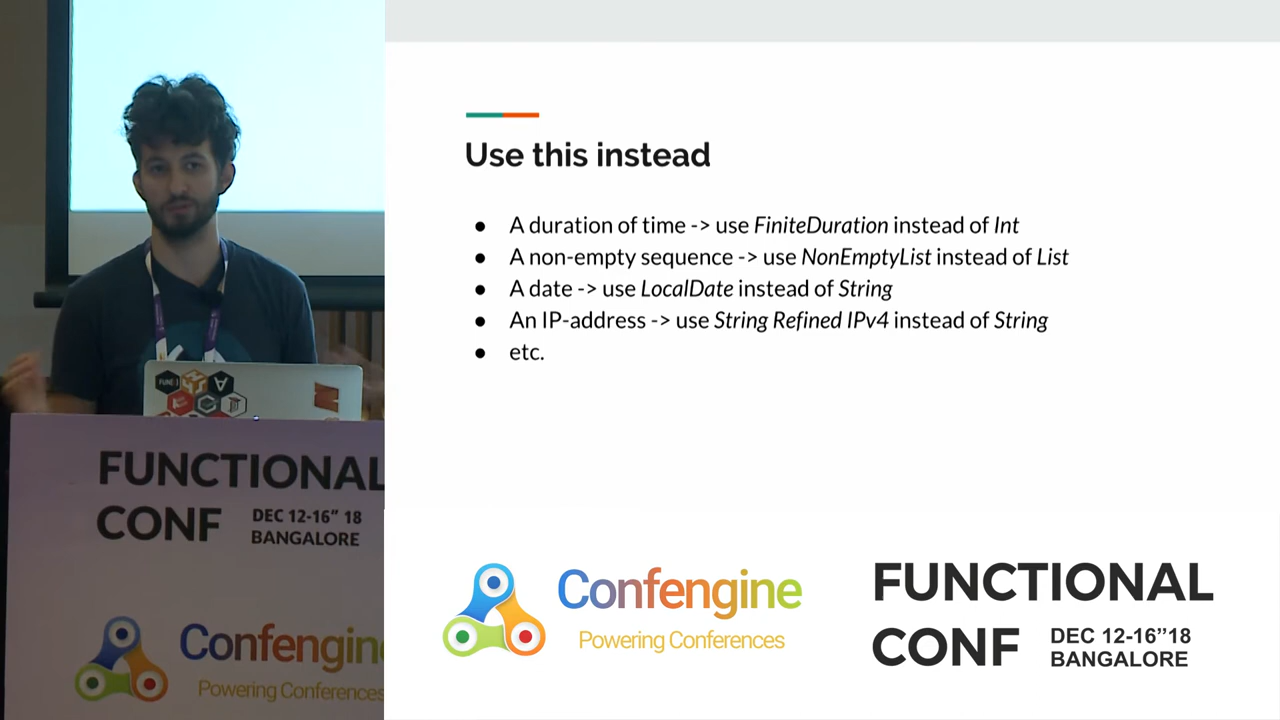 Use this instead
● A duration of time -> use FiniteDuration instead of Int
● A non-empty sequence -> use NonEmptyList instead of List
● A date -> use LocalDate instead of String
● An IP-address -> use String Refined IPv4 instead of String
● etc.
FUNCTIONAL
CONF DEC 12-16” 18
BANGALORE
Confengine
Powering Conferences
Confengine
Powering Conferences
FUNCTIONAL
CONF DEC 12-16”18
BANGALORE